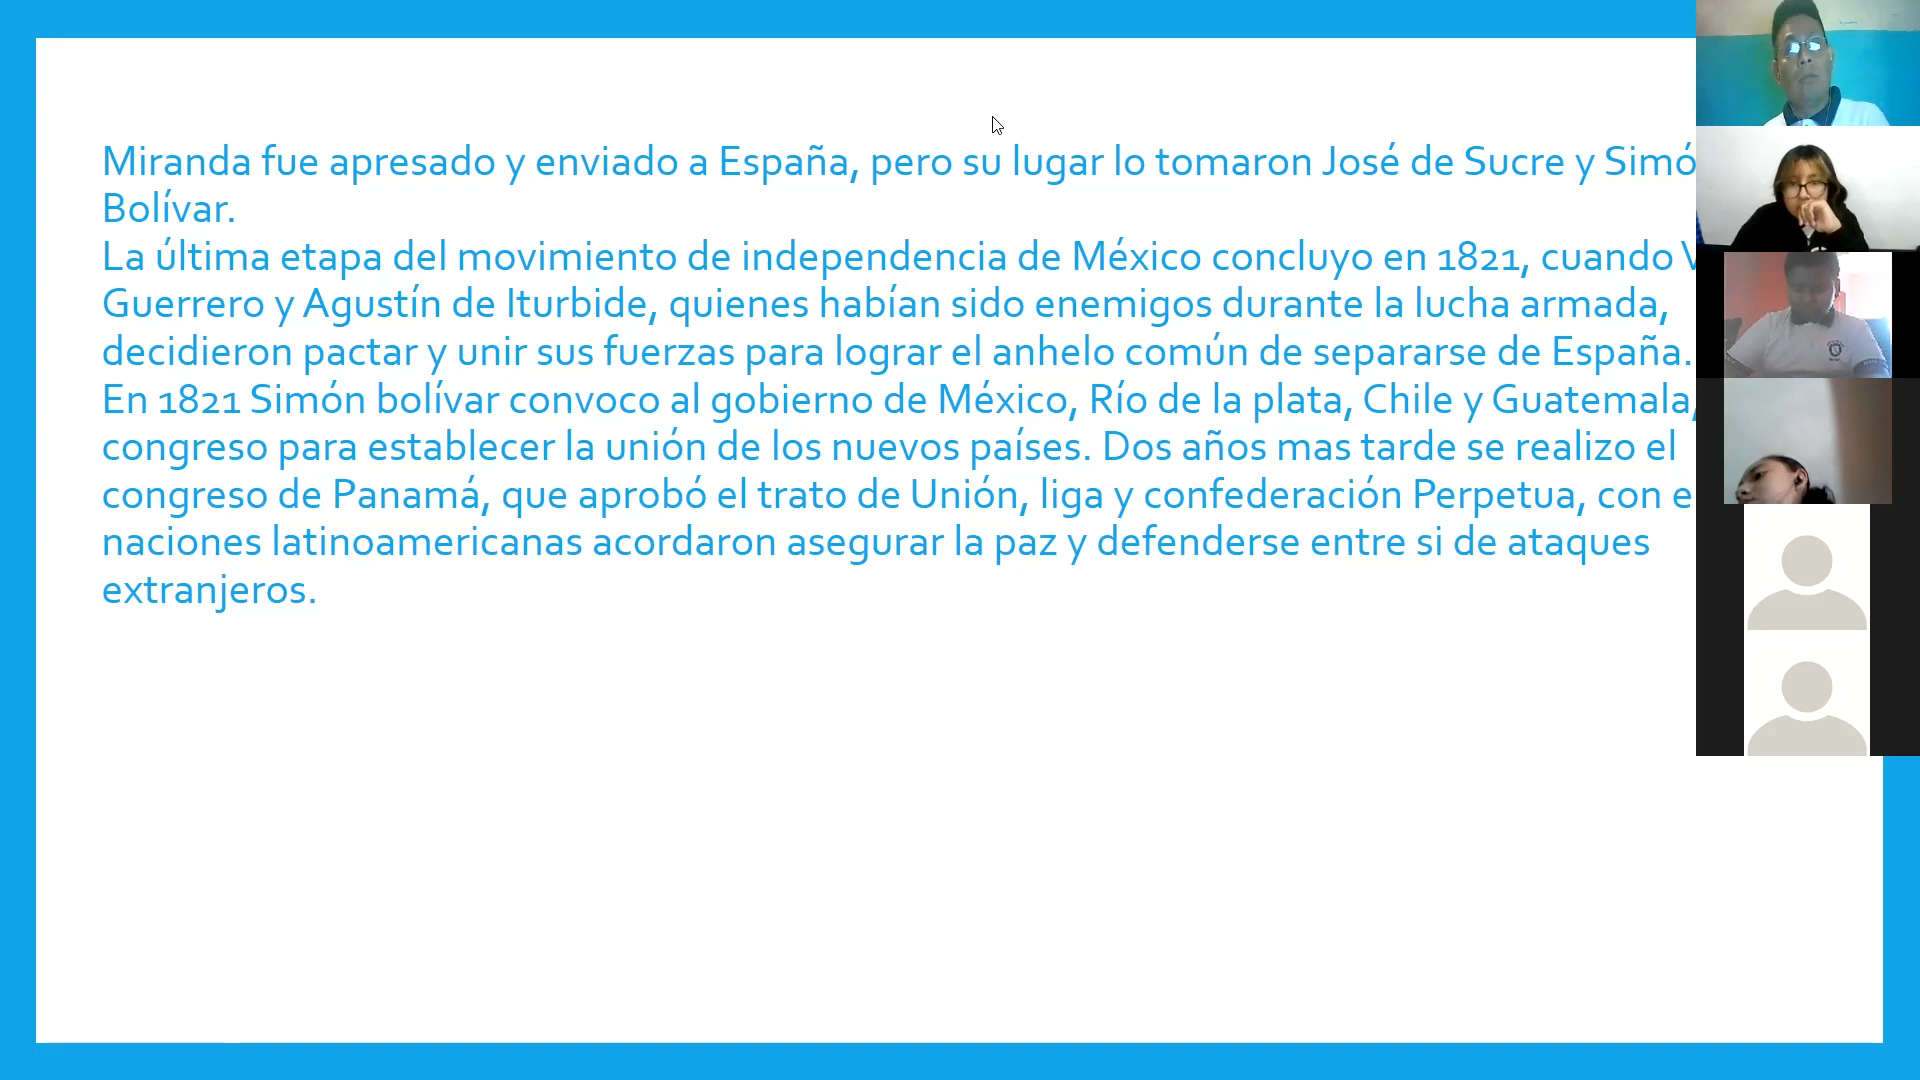 Miranda fue apresado y enviado a España, pero su lugar lo tomaron José de Sucre y
Bolívar.
La última etapa del movimiento de independencia de México concluyo en 1821, cuando
Guerrero y Agustín de Iturbide, quienes habían sido enemigos durante la lucha armada,
decidieron pactar y unir sus fuerzas para lograr el anhelo común de separarse de España.
En 1821 Simón bolívar convoco al gobierno de México, Río de la plata, Chile y Guatemala,
congreso para establecer la unión de los nuevos países. Dos años mas tarde se realizo el
congreso de Panamá, que aprobó el trato de Unión, liga y confederación Perpetua, con
naciones latinoamericanas acordaron asegurar la paz y defenderse entre si de ataques
extranjeros.